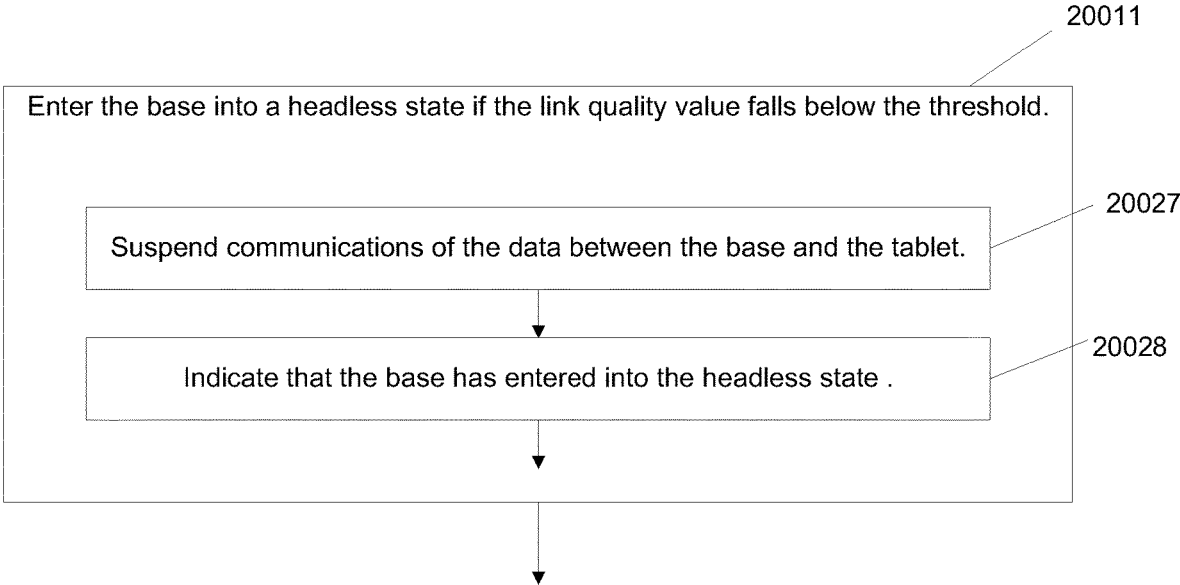 20011
Enter the base into a headless state if the link quality value falls below the threshold.
20027
Suspend communications of the data between the base and the tablet.
20028
Indicate that the base has entered into the headless state .